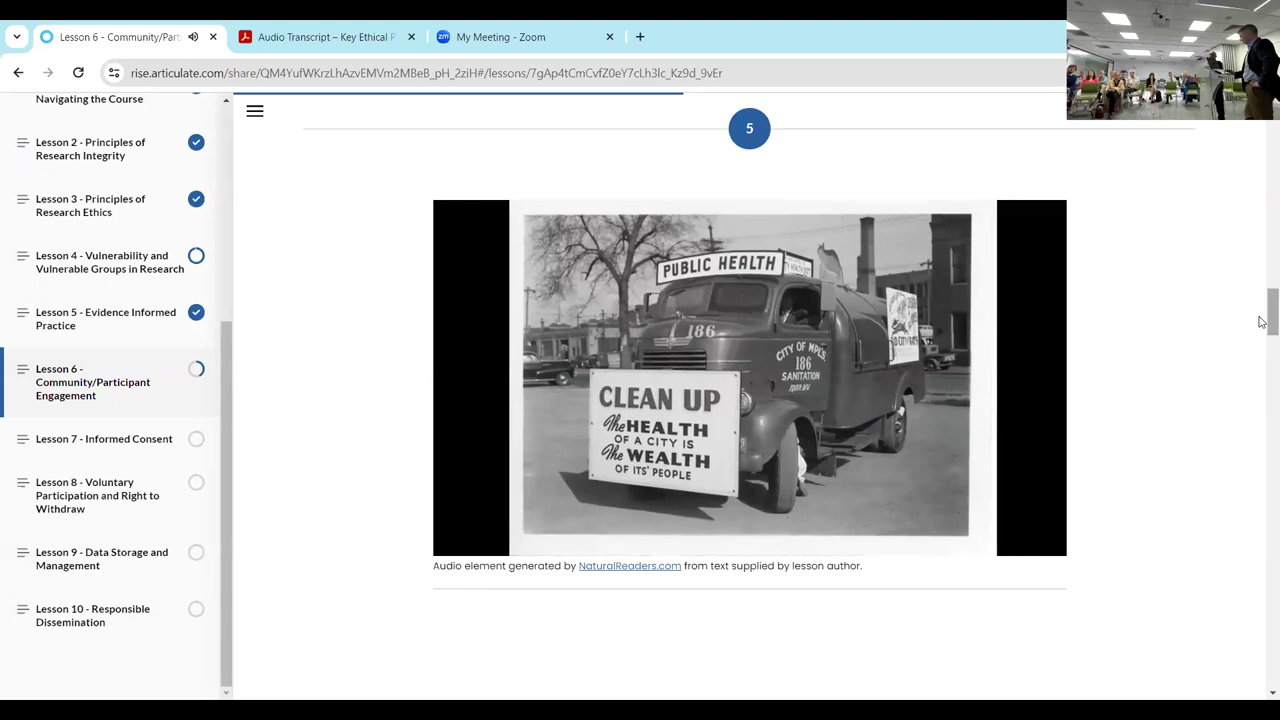 Lesson 6 - Community/Part
Audio Transcript – Key Ethical P
My Meeting - Zoom
rise.articulate.com/share/QM4YufWKrzLhAzvEMVm2MBeB_pH_2ziH#/lessons/7gAp4tCmCvfZ0eY7cLh3lc_Kz9d_9vEr
Navigating the Course
Lesson 2 - Principles of
Research Integrity
Lesson 3 - Principles of
Research Ethics
Lesson 4 - Vulnerability and
Vulnerable Groups in Research
Lesson 5 - Evidence Informed
Practice
Lesson 6 -
Community/Participant
Engagement
Lesson 7 - Informed Consent
Lesson 8 - Voluntary
Participation and Right to
Withdraw
Lesson 9 - Data Storage and
Management
Lesson 10 - Responsible
Dissemination
5
PUBLIC HEALTH
186
CITY OF MPLS.
186
SANITATION
CLEAN UP
The HEALTH
OF A CITY IS
The WEALTH
OF ITS' PEOPLE
Audio element generated by NaturalReaders.com from text supplied by lesson author.